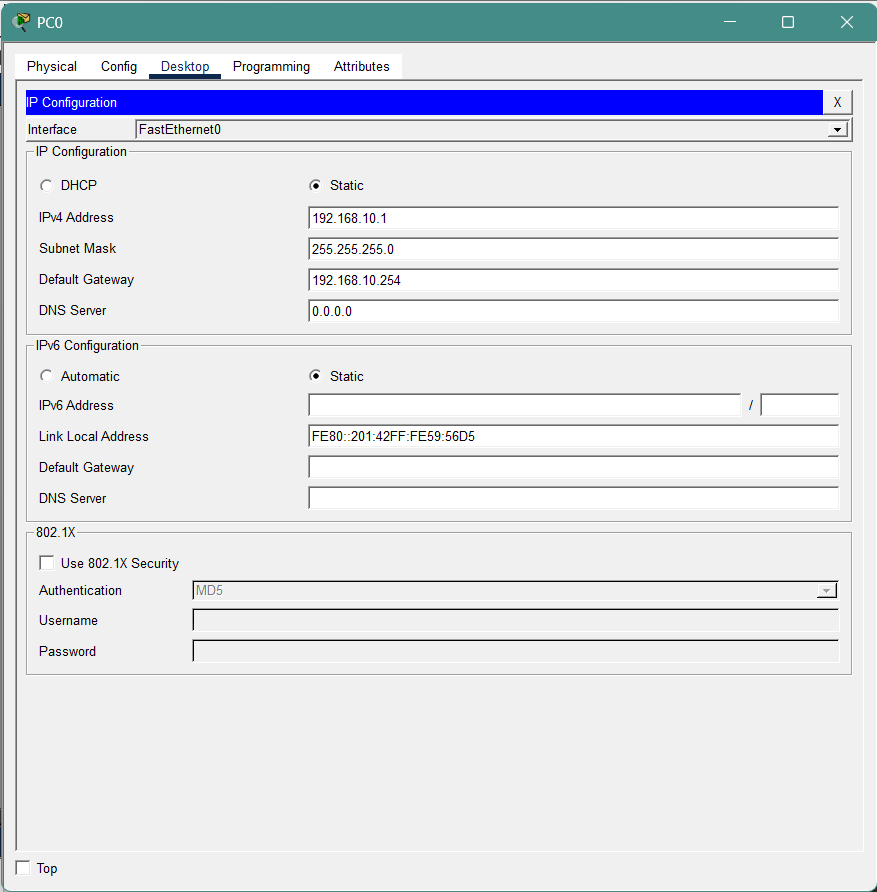 PC0
Physical Config Desktop Programming Attributes
IP Configuration X
Interface FastEthernet0
IP Configuration
DHCP Static
IPv4 Address 192.168.10.1
Subnet Mask 255.255.255.0
Default Gateway 192.168.10.254
DNS Server 0.0.0.0
IPv6 Configuration
Automatic Static
IPv6 Address /
Link Local Address FE80::201:42FF:FE59:56D5
Default Gateway
DNS Server
802.1X
Use 802.1X Security
Authentication MD5
Username
Password
Top